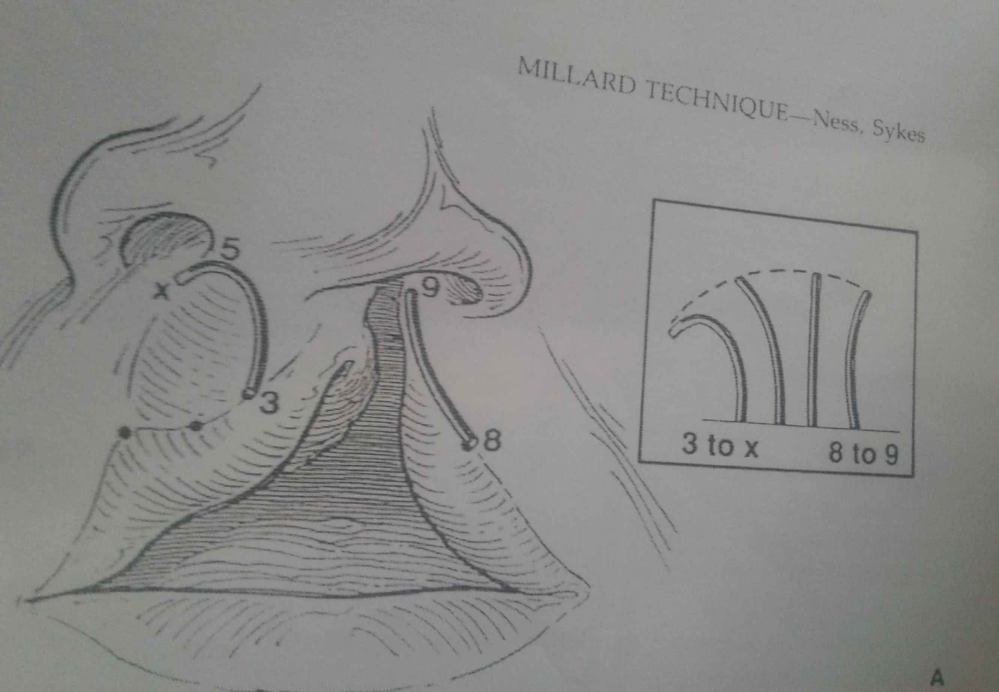 MILLARD TECHNIQUE—Ness, Sykes
5
x
9
3
8
3 to x
8 to 9
A